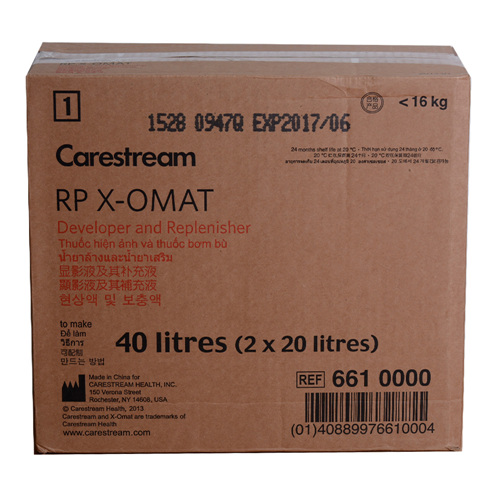 1
合格产品
< 16 kg
1528 0947Q EXP2017/06
Carestream
RP X-OMAT
Developer and Replenisher
Thuốc hiện ảnh và thuốc bơm bù
น้ำยาล้างและน้ำยาเสริม
显影液及其补充液
顯影液及其補充液
현상액 및 보충액
to make
Để làm
วิธีการ
만드는 방법
40 litres (2 x 20 litres)
Made in China for
CARESTREAM HEALTH, INC.
150 Verona Street
Rochester, NY 14608, USA
© Carestream Health, 2013
Carestream and X-Omat are trademarks of
Carestream Health.
REF 661 0000
(01)40889976610004